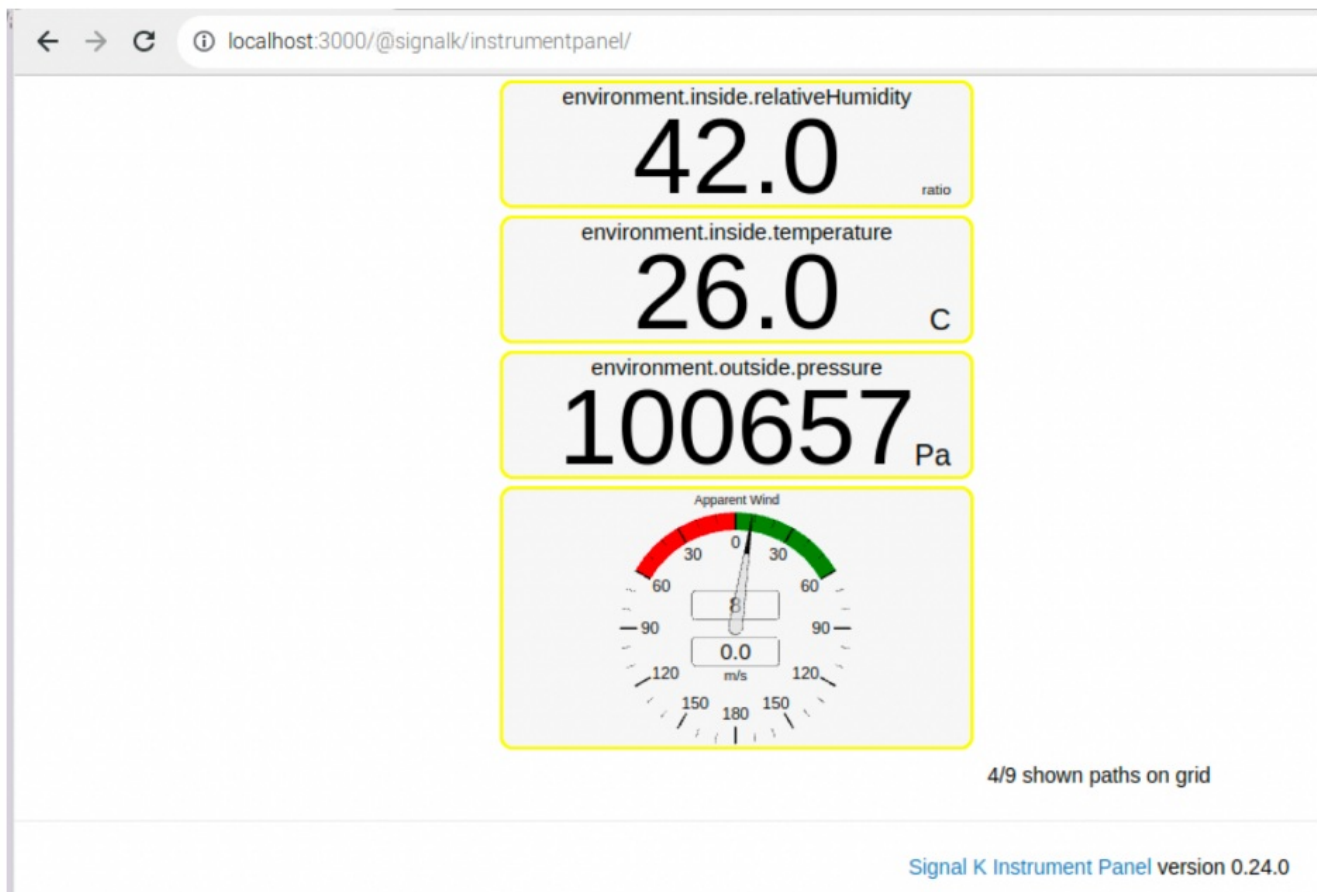 localhost:3000/@signalk/instrumentpanel/
environment.inside.relativeHumidity
42.0
ratio
environment.inside.temperature
26.0
C
environment.outside.pressure
100657
Pa
Apparent Wind
0
30 30
60 60
8
90 90
0.0
m/s
120 120
150 150
180
4/9 shown paths on grid
Signal K Instrument Panel version 0.24.0